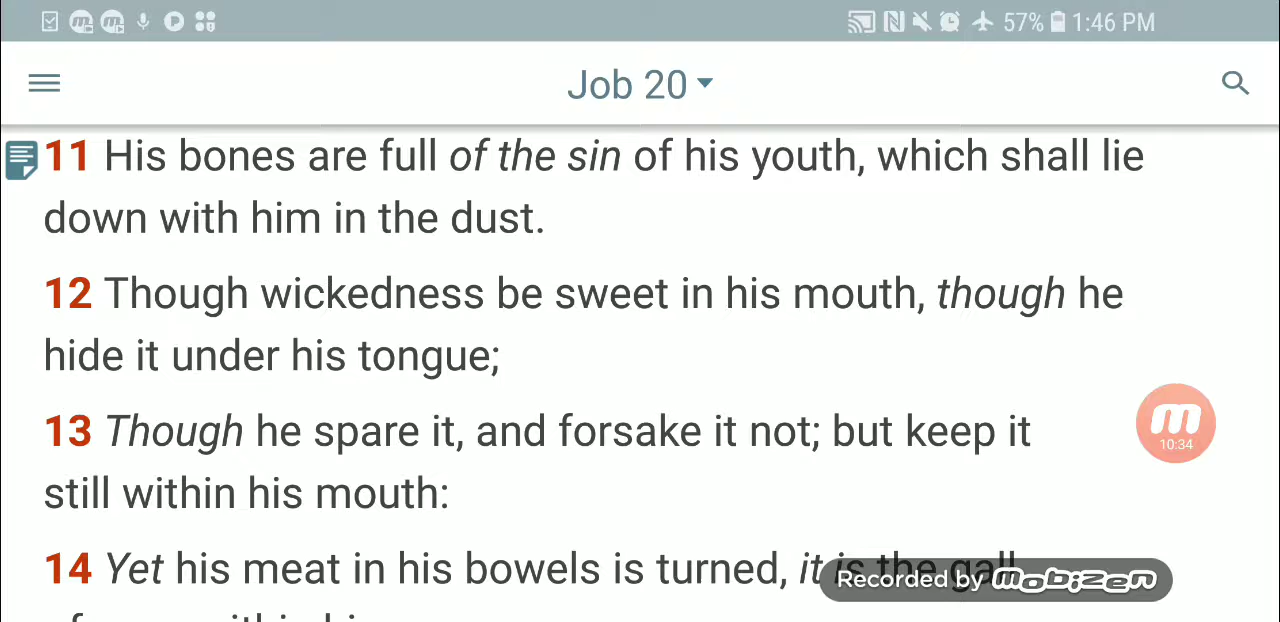 57% 1:46 PM
Job 20
11 His bones are full of the sin of his youth, which shall lie
down with him in the dust.
12 Though wickedness be sweet in his mouth, though he
hide it under his tongue;
13 Though he spare it, and forsake it not; but keep it
still within his mouth:
m
10:34
14 Yet his meat in his bowels is turned, it is the gall
Recorded by mobizen